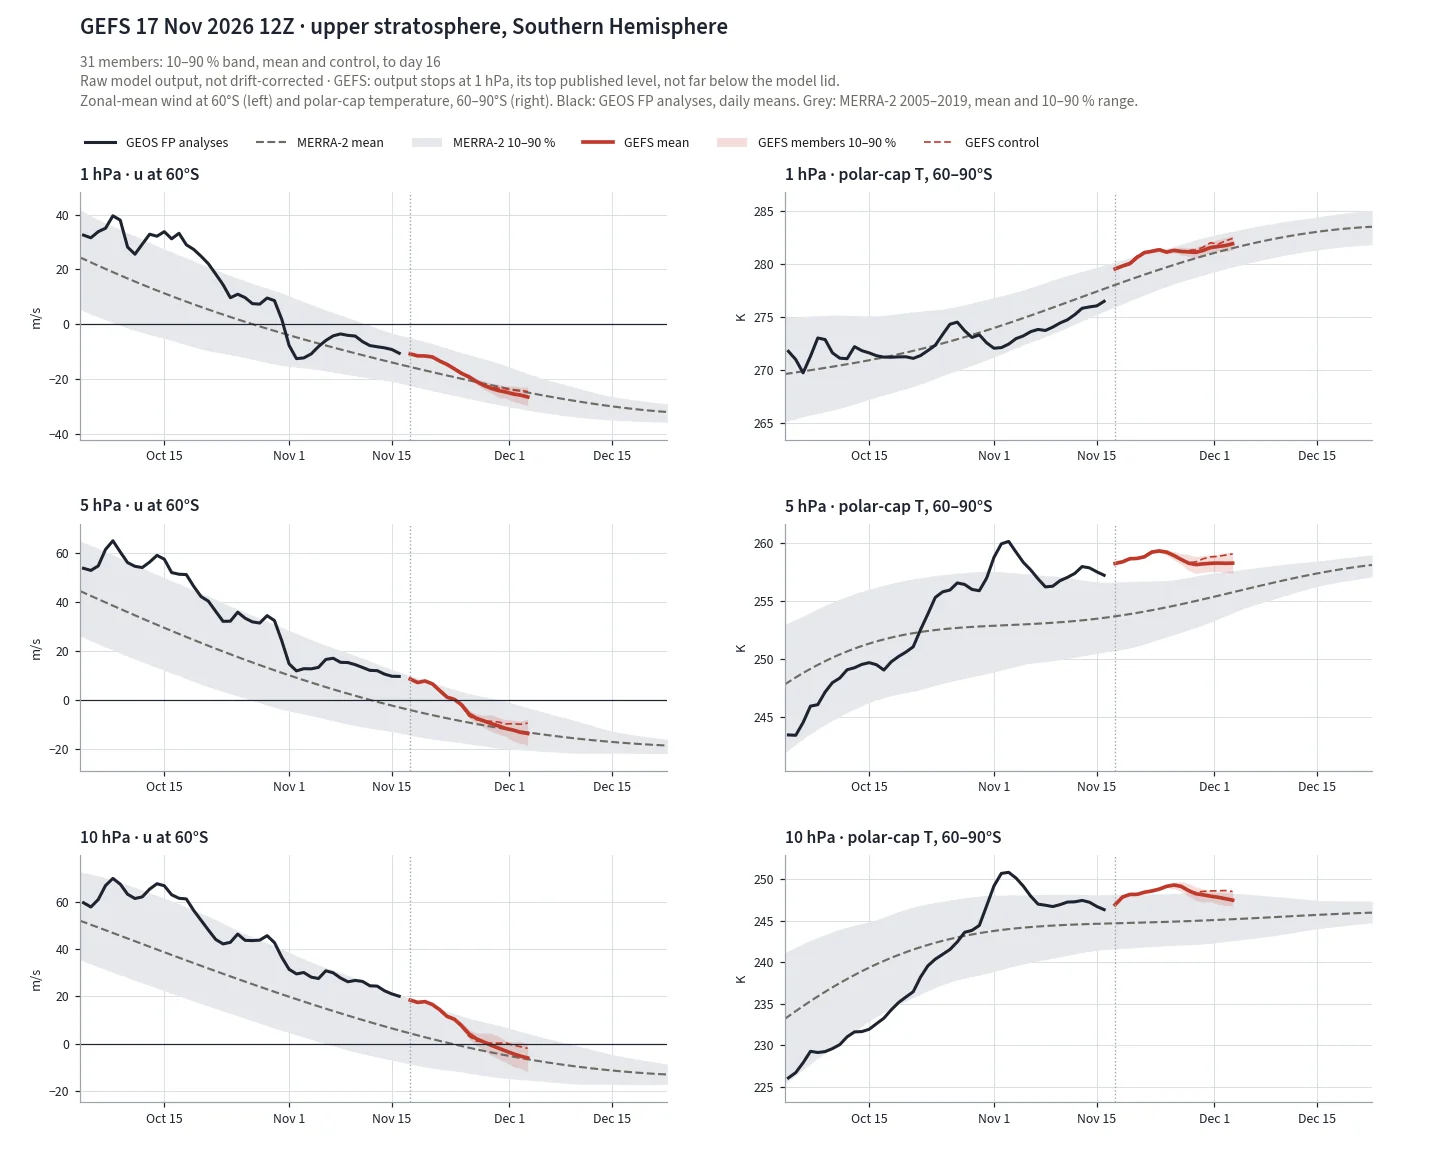 GEFS 17 Nov 2026 12Z · upper stratosphere, Southern Hemisphere
31 members: 10–90 % band, mean and control, to day 16
Raw model output, not drift-corrected · GEFS: output stops at 1 hPa, its top published level, not far below the model lid.
Zonal-mean wind at 60°S (left) and polar-cap temperature, 60–90°S (right). Black: GEOS FP analyses, daily means. Grey: MERRA-2 2005–2019, mean and 10–90 % range.
GEOS FP analyses MERRA-2 mean MERRA-2 10–90 % GEFS mean GEFS members 10–90 % GEFS control
1 hPa · u at 60°S
40
20
0
−20
−40
m/s
Oct 15 Nov 1 Nov 15 Dec 1 Dec 15
1 hPa · polar-cap T, 60–90°S
285
280
275
270
265
K
Oct 15 Nov 1 Nov 15 Dec 1 Dec 15
5 hPa · u at 60°S
60
40
20
0
−20
m/s
Oct 15 Nov 1 Nov 15 Dec 1 Dec 15
5 hPa · polar-cap T, 60–90°S
260
255
250
245
K
Oct 15 Nov 1 Nov 15 Dec 1 Dec 15
10 hPa · u at 60°S
60
40
20
0
−20
m/s
Oct 15 Nov 1 Nov 15 Dec 1 Dec 15
10 hPa · polar-cap T, 60–90°S
250
245
240
235
230
225
K
Oct 15 Nov 1 Nov 15 Dec 1 Dec 15